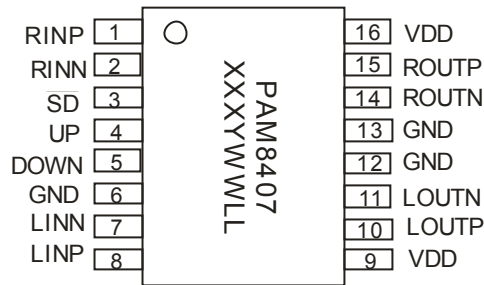 RINP 1 16 VDD
RINN 2 15 ROUTP
SD 3 14 ROUTN
UP 4 13 GND
DOWN 5 12 GND
GND 6 11 LOUTN
LINN 7 10 LOUTP
LINP 8 9 VDD
PAM8407
XXXYWWLL